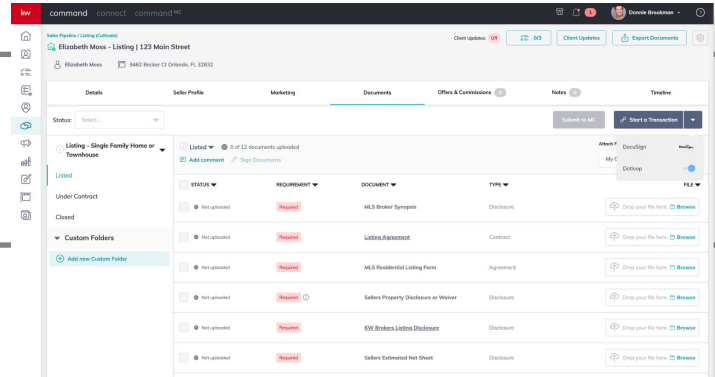 kw command connect command MC 1 Donnie Brookman
Sales Pipeline / Listing (Cultivate)
Elizabeth Moss - Listing | 123 Main Street
Client Updates: Off 0/3 Client Updates Export Documents
Elizabeth Moss 9462 Becker Ct Orlando, FL 32832
Details Seller Profile Marketing Documents Offers & Commissions Notes Timeline
Status: Select... Submit to MC Start a Transaction
Listing - Single Family Home or Townhouse
Listed
Under Contract
Closed
Custom Folders
Add new Custom Folder
Listed 0 of 12 documents uploaded
Add comment Sign Documents
Attach F
My C
DocuSign DocuSign
Dotloop
STATUS REQUIREMENT DOCUMENT TYPE FILE
Not uploaded Required MLS Broker Synopsis Disclosure Drop your file here. Browse
Not uploaded Required Listing Agreement Contract Drop your file here. Browse
Not uploaded Required MLS Residential Listing Form Agreement Drop your file here. Browse
Not uploaded Required Sellers Property Disclosure or Waiver Disclosure Drop your file here. Browse
Not uploaded Required KW Brokers Listing Disclosure Disclosure Drop your file here. Browse
Not uploaded Required Sellers Estimated Net Sheet Disclosure Drop your file here. Browse